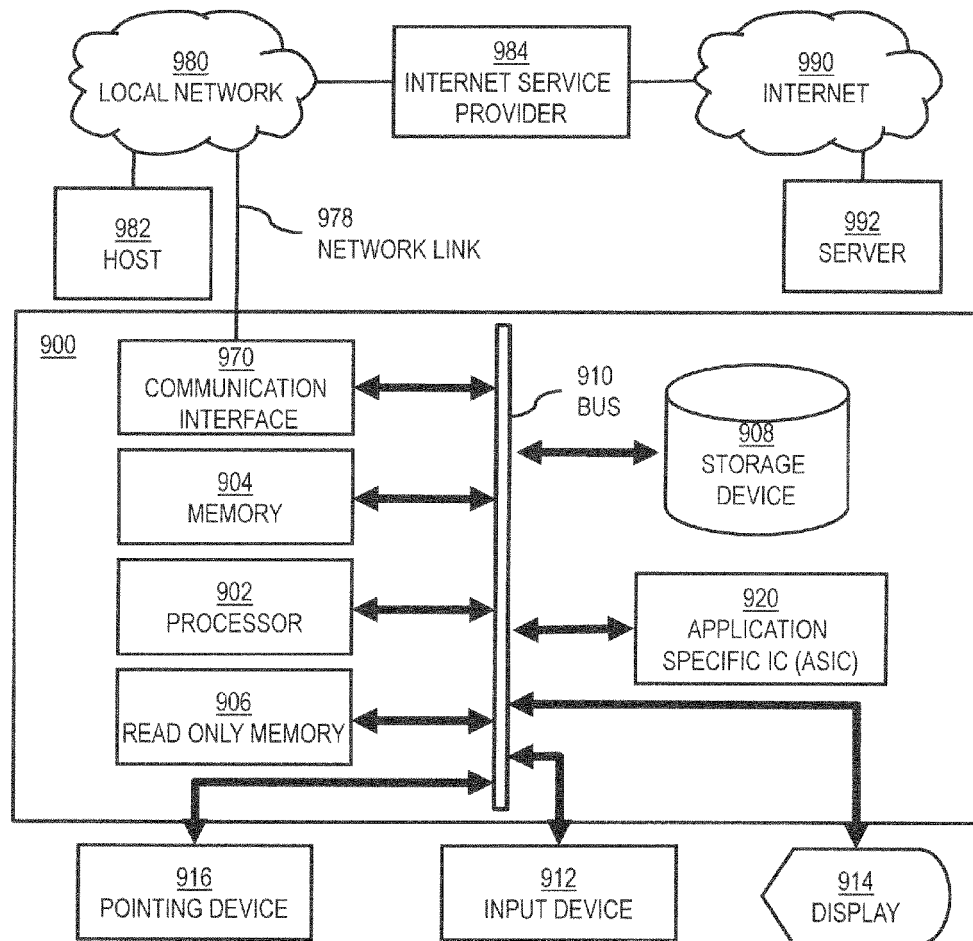 980
LOCAL NETWORK
984
INTERNET SERVICE
PROVIDER
990
INTERNET
982
HOST
978
NETWORK LINK
992
SERVER
900
970
COMMUNICATION
INTERFACE
910
BUS
908
STORAGE
DEVICE
904
MEMORY
902
PROCESSOR
920
APPLICATION
SPECIFIC IC (ASIC)
906
READ ONLY MEMORY
916
POINTING DEVICE
912
INPUT DEVICE
914
DISPLAY